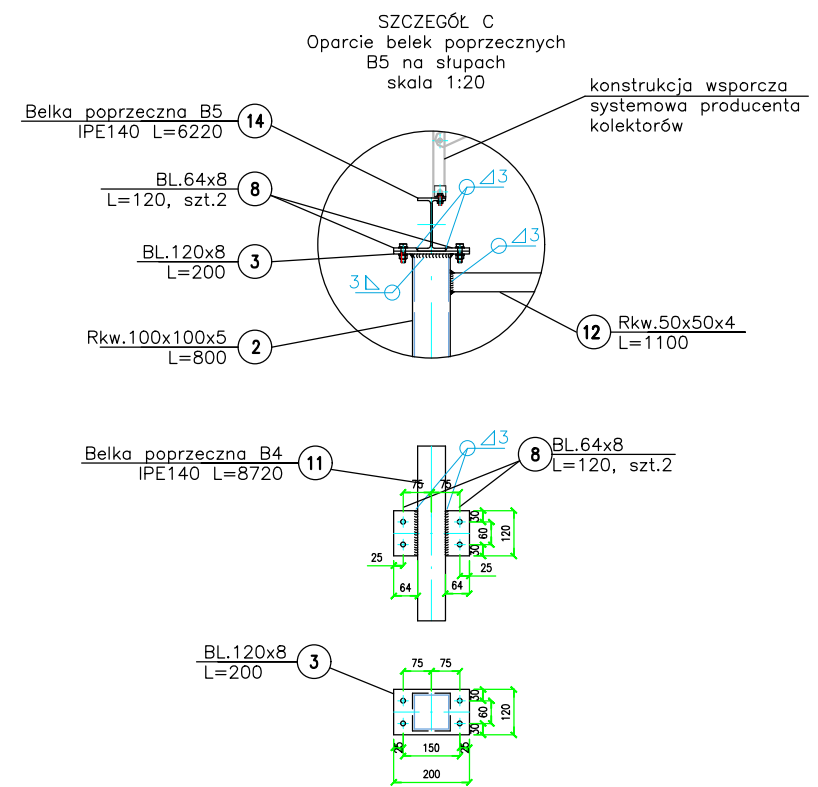 SZCZEGÓŁ C
Oparcie belek poprzecznych
B5 na słupach
skala 1:20
konstrukcja wsporcza
systemowa producenta
kolektorów
Belka poprzeczna B5
IPE140 L=6220
14
BL.64x8
L=120, szt.2
8
3
3
BL.120x8
L=200
3
3
Rkw.100x100x5
L=800
2
12
Rkw.50x50x4
L=1100
Belka poprzeczna B4
IPE140 L=8720
11
3
8
BL.64x8
L=120, szt.2
75
75
30
60
30
120
25
25
64
64
BL.120x8
L=200
3
75
75
30
60
30
120
25
150
25
200